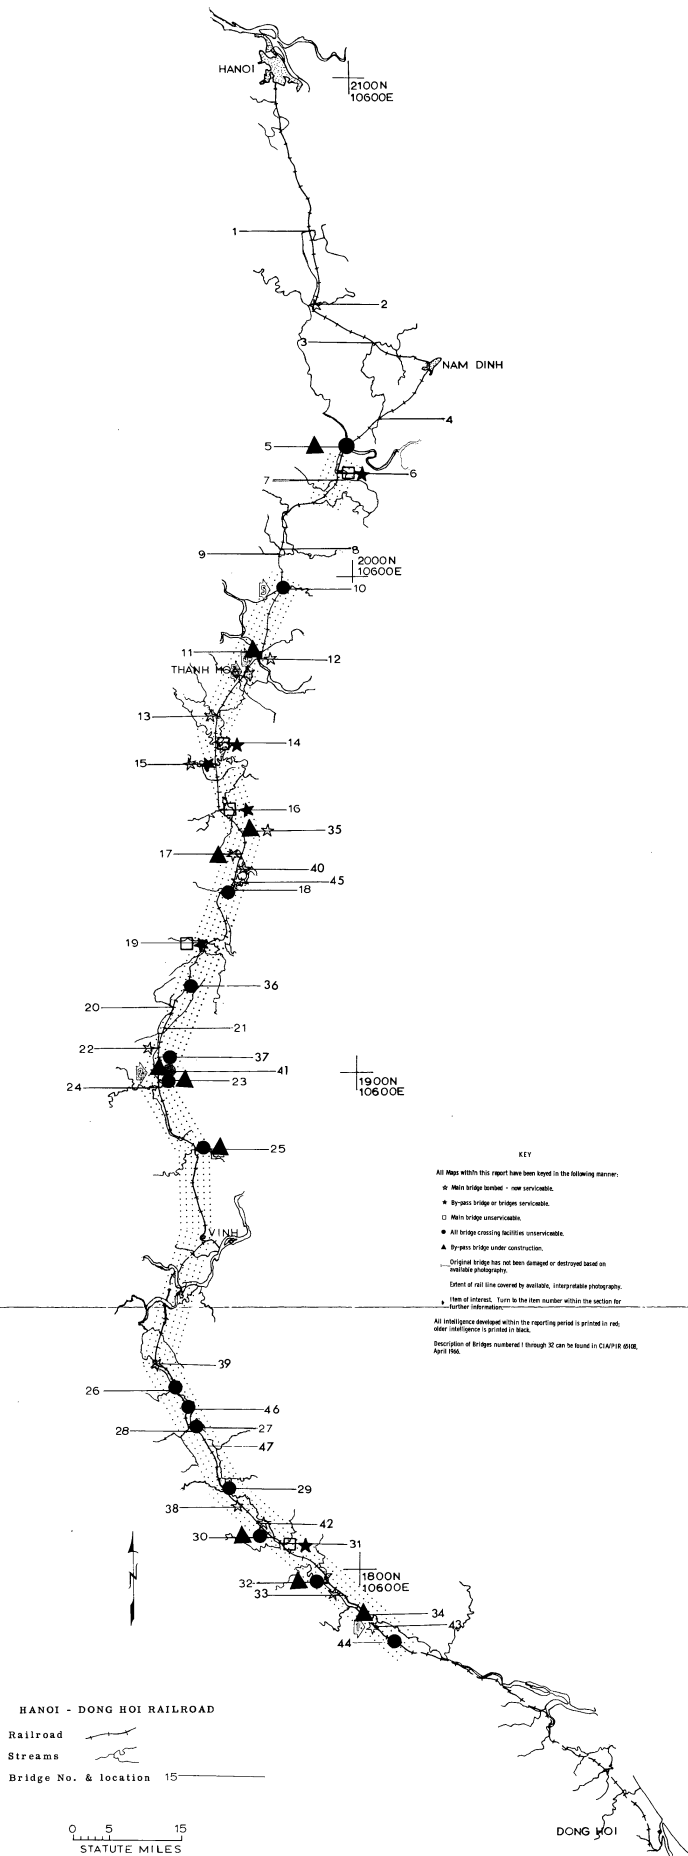 HANOI
2100N
10600E
1
2
3
NAM DINH
4
5
6
7
8
9
2000N
10600E
10
11
12
THANH HOA
13
14
15
16
35
17
40
45
18
19
36
20
21
22
37
41
1900N
10600E
23
24
25
KEY
All Maps within this report have been keyed in the following manner:
Main bridge bombed - now serviceable.
By-pass bridge or bridges serviceable.
Main bridge unserviceable.
All bridge crossing facilities unserviceable.
By-pass bridge under construction.
Original bridge has not been damaged or destroyed based on
available photography.
Extent of rail line covered by available, interpretable photography.
Item of interest. Turn to the item number within the section for
further information.
All intelligence developed within the reporting period is printed in red;
older intelligence is printed in black.
Description of Bridges numbered 1 through 32 can be found in CIA/PIR
April 1966.
VINH
39
26
46
27
28
47
29
38
42
30
31
1800N
10600E
32
33
34
43
44
N
HANOI - DONG HOI RAILROAD
Railroad
Streams
Bridge No. & location 15
0 5 15
STATUTE MILES
DONG HOI